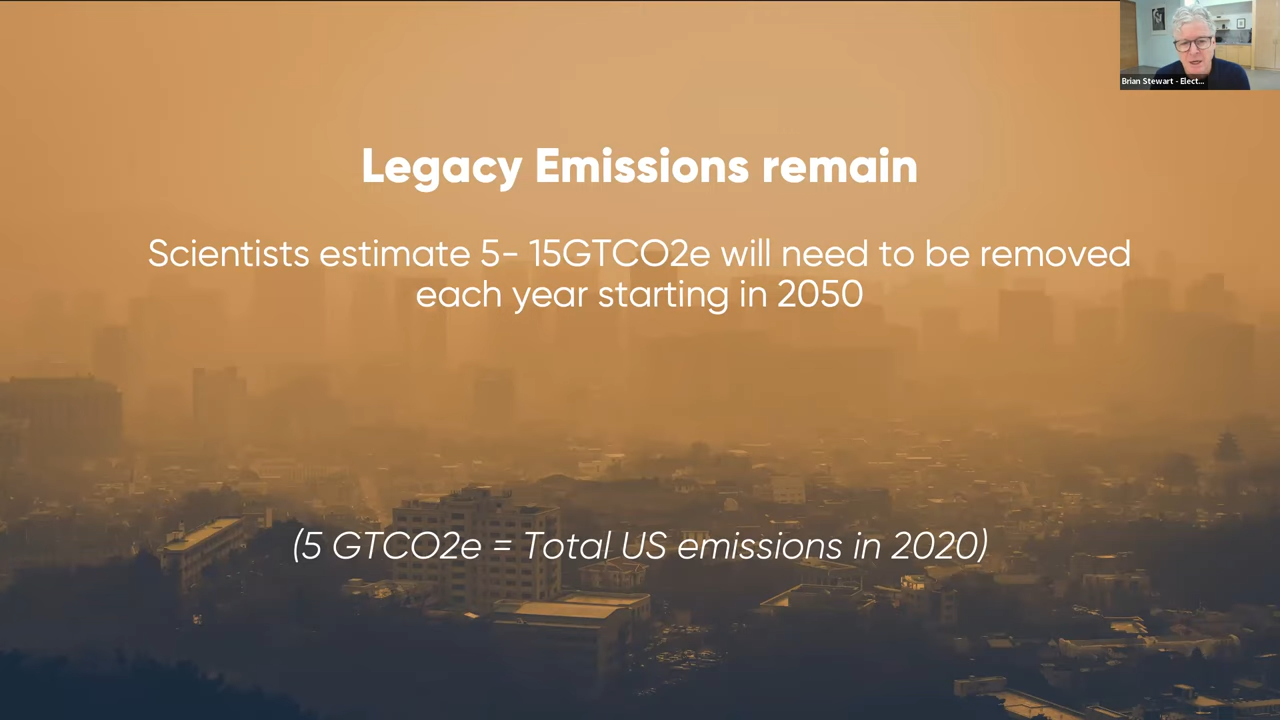 Brian Stewart - Elect...
Legacy Emissions remain
Scientists estimate 5- 15GTCO2e will need to be removed
each year starting in 2050
(5 GTCO2e = Total US emissions in 2020)